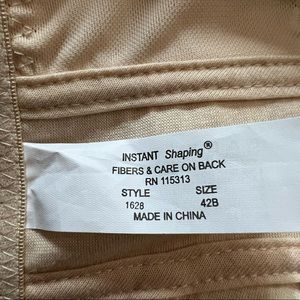 INSTANT Shaping®
FIBERS & CARE ON BACK
RN 115313
STYLE SIZE
1628 42B
MADE IN CHINA